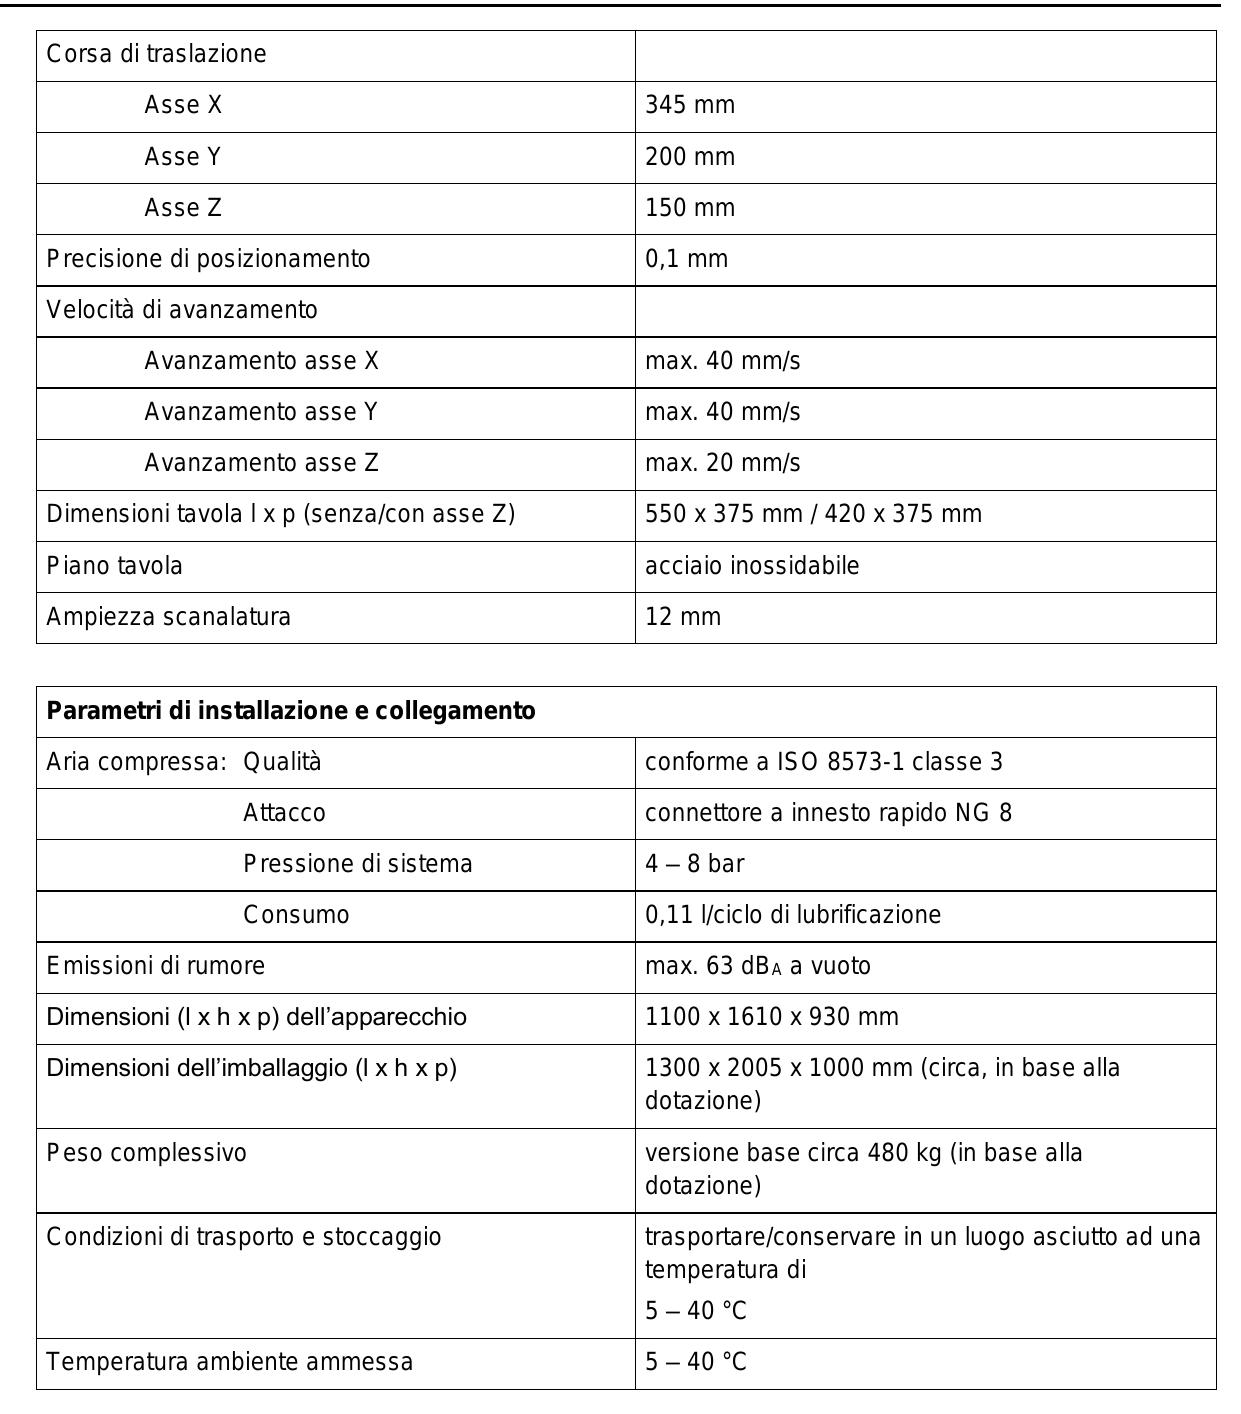 Corsa di traslazione
Asse X 345 mm
Asse Y 200 mm
Asse Z 150 mm
Precisione di posizionamento 0,1 mm
Velocità di avanzamento
Avanzamento asse X max. 40 mm/s
Avanzamento asse Y max. 40 mm/s
Avanzamento asse Z max. 20 mm/s
Dimensioni tavola l x p (senza/con asse Z) 550 x 375 mm / 420 x 375 mm
Piano tavola acciaio inossidabile
Ampiezza scanalatura 12 mm
Parametri di installazione e collegamento
Aria compressa: Qualità conforme a ISO 8573-1 classe 3
Attacco connettore a innesto rapido NG 8
Pressione di sistema 4 – 8 bar
Consumo 0,11 l/ciclo di lubrificazione
Emissioni di rumore max. 63 dBA a vuoto
Dimensioni (l x h x p) dell’apparecchio 1100 x 1610 x 930 mm
Dimensioni dell’imballaggio (l x h x p) 1300 x 2005 x 1000 mm (circa, in base alla
dotazione)
Peso complessivo versione base circa 480 kg (in base alla
dotazione)
Condizioni di trasporto e stoccaggio trasportare/conservare in un luogo asciutto ad una
temperatura di
5 – 40 °C
Temperatura ambiente ammessa 5 – 40 °C